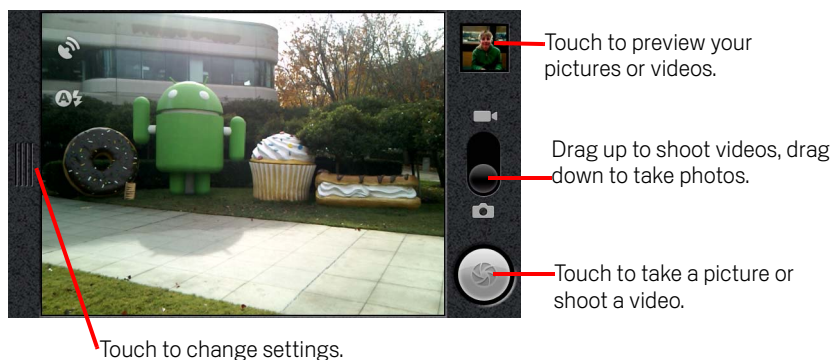 Touch to preview your
pictures or videos.
Drag up to shoot videos, drag
down to take photos.
Touch to take a picture or
shoot a video.
Touch to change settings.